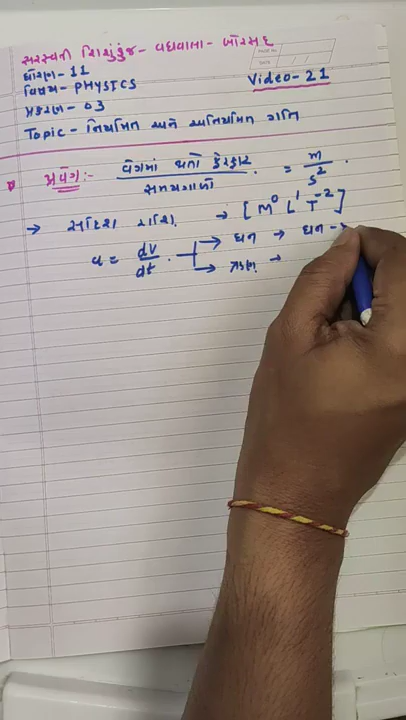 સરસ્વતી શિશુકુંજ - વઘવાલા - બોરસદ
ધોરણ - 11
વિષય - PHYSICS
Video - 21
પ્રકરણ - 03
Topic - નિયમિત અને અનિયમિત ગતિ
પ્રવેગ :- વેગમાં થતો ફેરફાર / સમયગાળો = m / s²
→ સદિશ રાશિ → [M⁰ L¹ T⁻²]
a = dv / dt → ધન → ધન →
→ ઋણ →